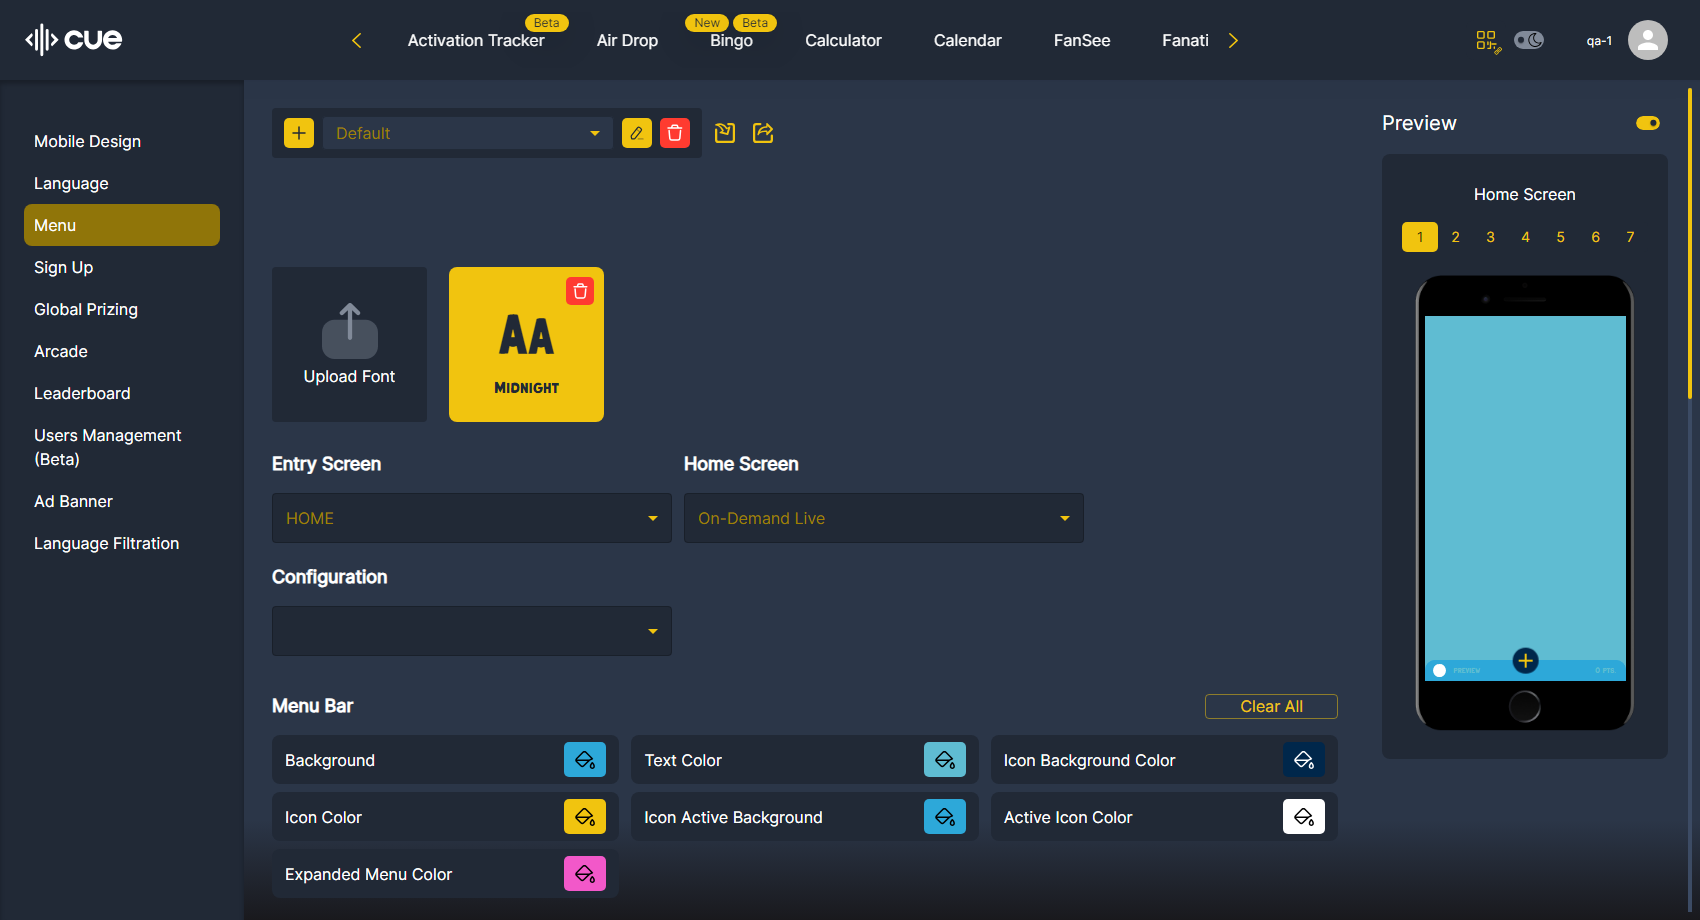 cue
Beta New Beta
Activation Tracker Air Drop Bingo Calculator Calendar FanSee Fanati
qa-1
Mobile Design
Language
Menu
Sign Up
Global Prizing
Arcade
Leaderboard
Users Management
(Beta)
Ad Banner
Language Filtration
Default
Upload Font
AA
MIDNIGHT
Entry Screen Home Screen
HOME On-Demand Live
Configuration
Menu Bar Clear All
Background Text Color Icon Background Color
Icon Color Icon Active Background Active Icon Color
Expanded Menu Color
Preview
Home Screen
1 2 3 4 5 6 7
PREVIEW 0 PTS.